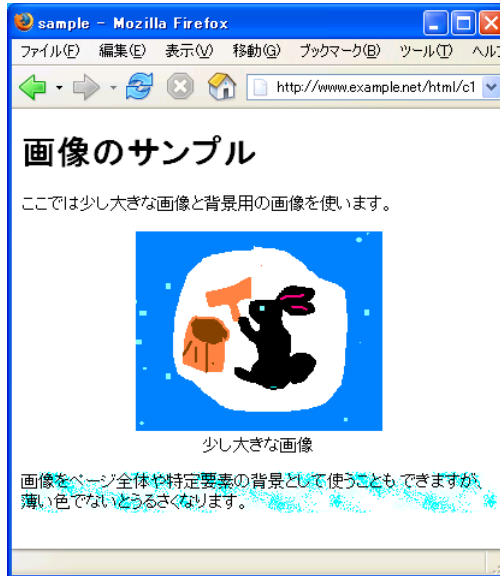 sample - Mozilla Firefox
ファイル(F) 編集(E) 表示(V) 移動(G) ブックマーク(B) ツール(T) ヘル
http://www.example.net/html/c1
画像のサンプル
ここでは少し大きな画像と背景用の画像を使います。
少し大きな画像
画像をページ全体や特定要素の背景として使うことも できますが、
薄い色でないとうるさくなります。